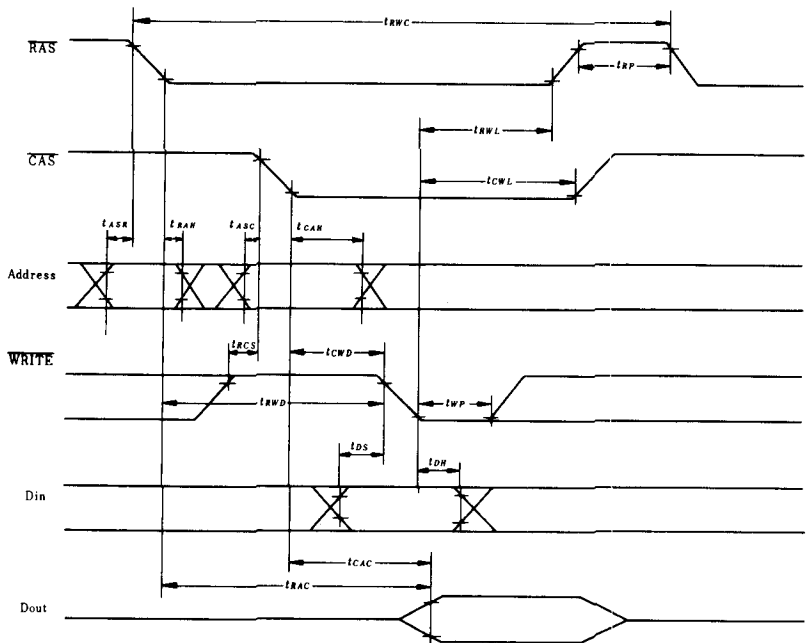 tRWC
RAS
tRP
tRWL
CAS
tCWL
tASR tRAH tASC tCAH
Address
tRCS tCWD
WRITE
tRWD tWP
tDS tDH
Din
tCAC
tRAC
Dout